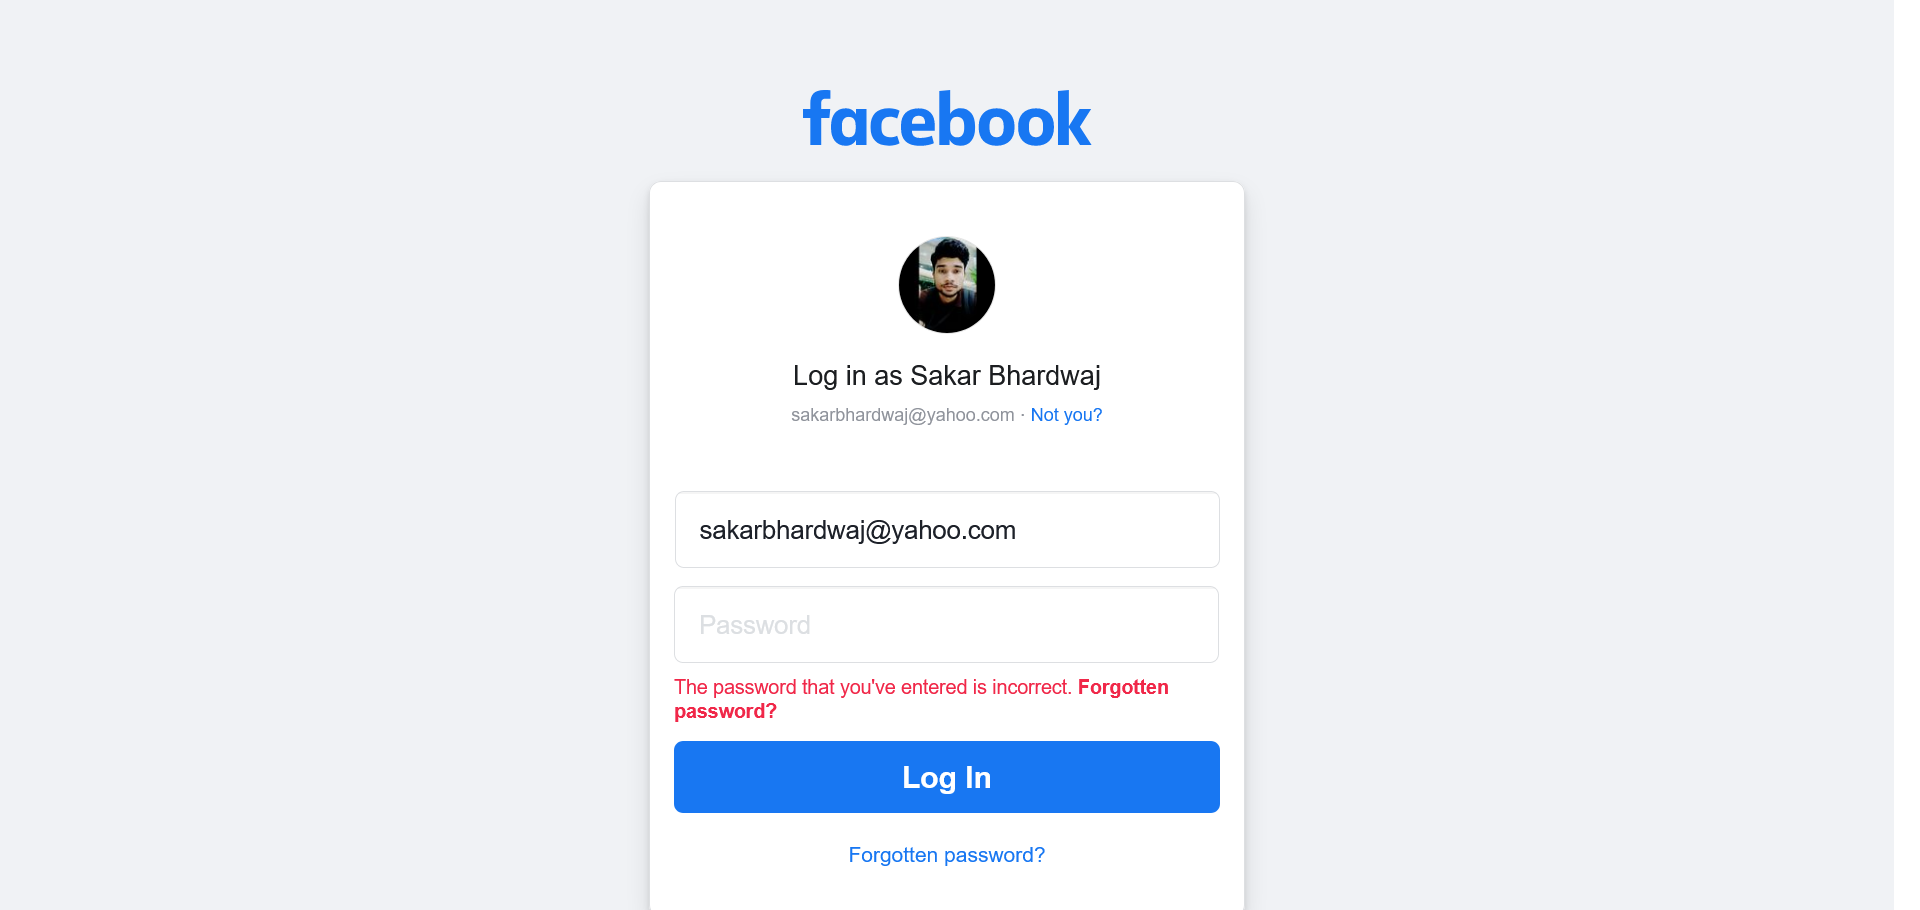 facebook
Log in as Sakar Bhardwaj
sakarbhardwaj@yahoo.com · Not you?
sakarbhardwaj@yahoo.com
Password
The password that you've entered is incorrect. Forgotten
password?
Log In
Forgotten password?